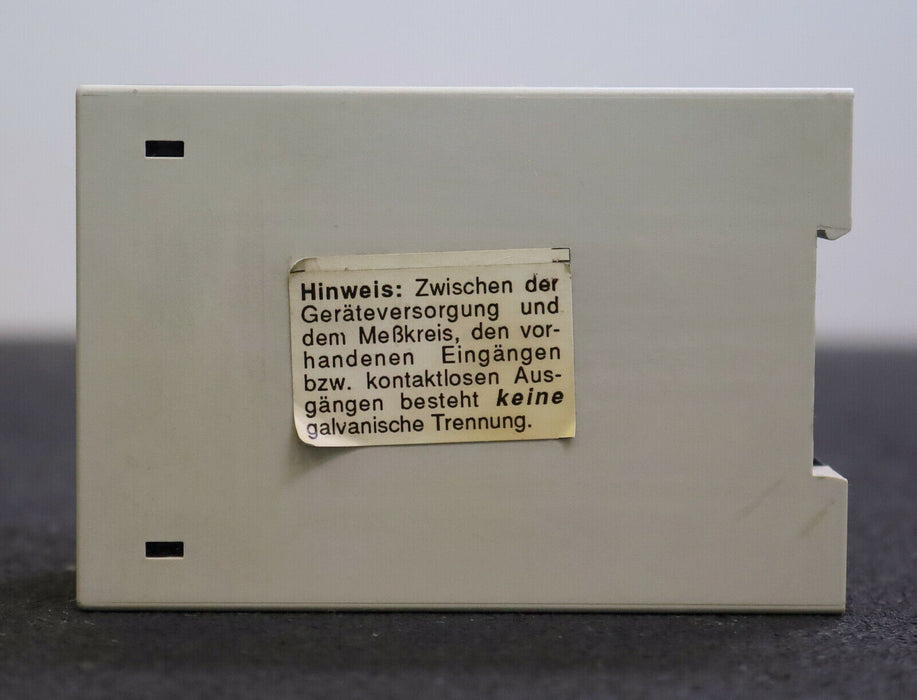 Hinweis: Zwischen der
Geräteversorgung und
dem Meßkreis, den vor-
handenen Eingängen
bzw. kontaktlosen Aus-
gängen besteht keine
galvanische Trennung.